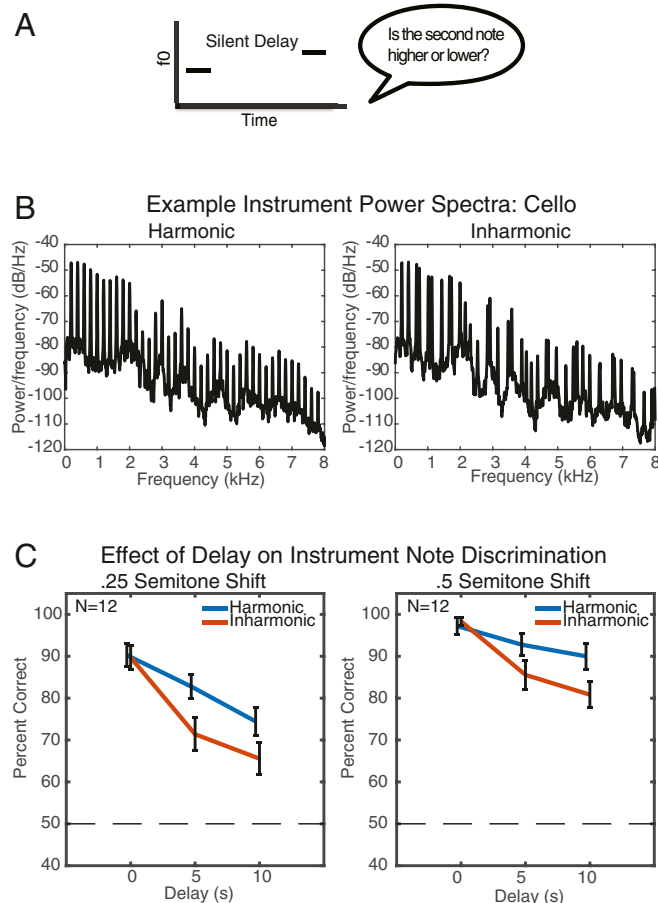 A
f0
Silent Delay
Time
Is the second note
higher or lower?
B
Example Instrument Power Spectra: Cello
Harmonic
Power/frequency (dB/Hz)
-40
-50
-60
-70
-80
-90
-100
-110
-120
0 1 2 3 4 5 6 7 8
Frequency (kHz)
Inharmonic
Power/frequency (dB/Hz)
-40
-50
-60
-70
-80
-90
-100
-110
-120
0 1 2 3 4 5 6 7 8
Frequency (kHz)
C
Effect of Delay on Instrument Note Discrimination
.25 Semitone Shift
N=12
Harmonic
Inharmonic
Percent Correct
100
90
80
70
60
50
40
0 5 10
Delay (s)
.5 Semitone Shift
N=12
Harmonic
Inharmonic
Percent Correct
100
90
80
70
60
50
40
0 5 10
Delay (s)